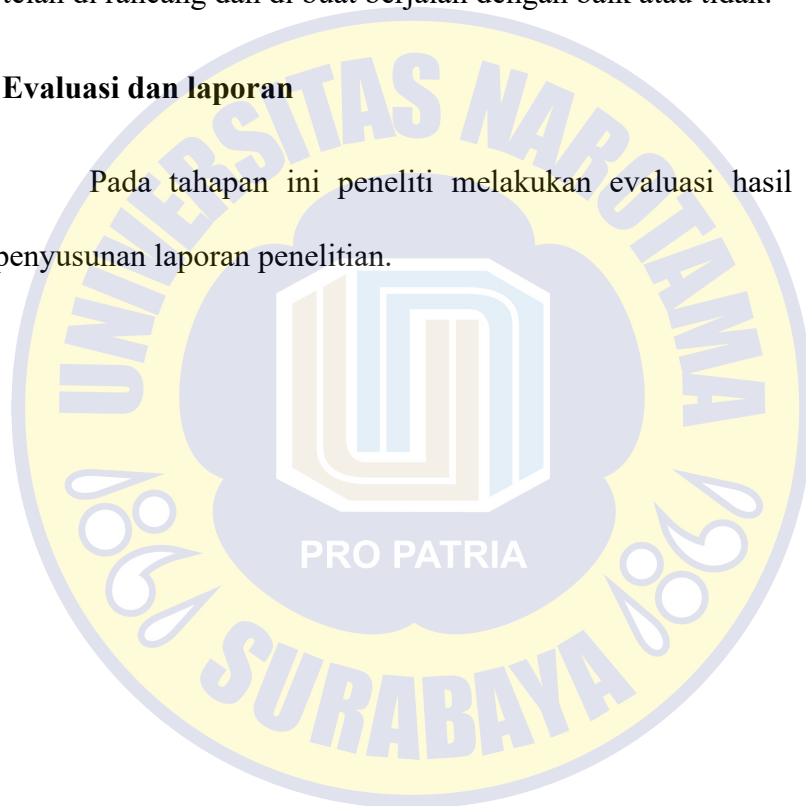 telah di rancang dan di buat berjalan dengan baik atau tidak.
Evaluasi dan laporan
Pada tahapan ini peneliti melakukan evaluasi hasil
penyusunan laporan penelitian.
UNIVERSITAS NAROTAMA
PRO PATRIA
SURABAYA